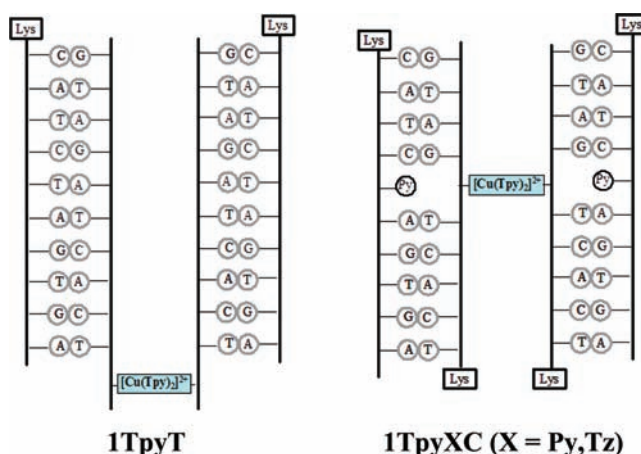 Lys Lys
C G G C
A T T A
T A A T
C G G C
T A A T
A T T A
G C C G
T A A T
G C C G
A T T A
[Cu(Tpy)₂]²⁺
1TpyT
Lys Lys
C G G C
A T T A
T A A T
C G G C
Py [Cu(Tpy)₂]²⁺ Py
A T T A
G C C G
T A A T
G C C G
A T T A
Lys Lys
1TpyXC (X = Py,Tz)